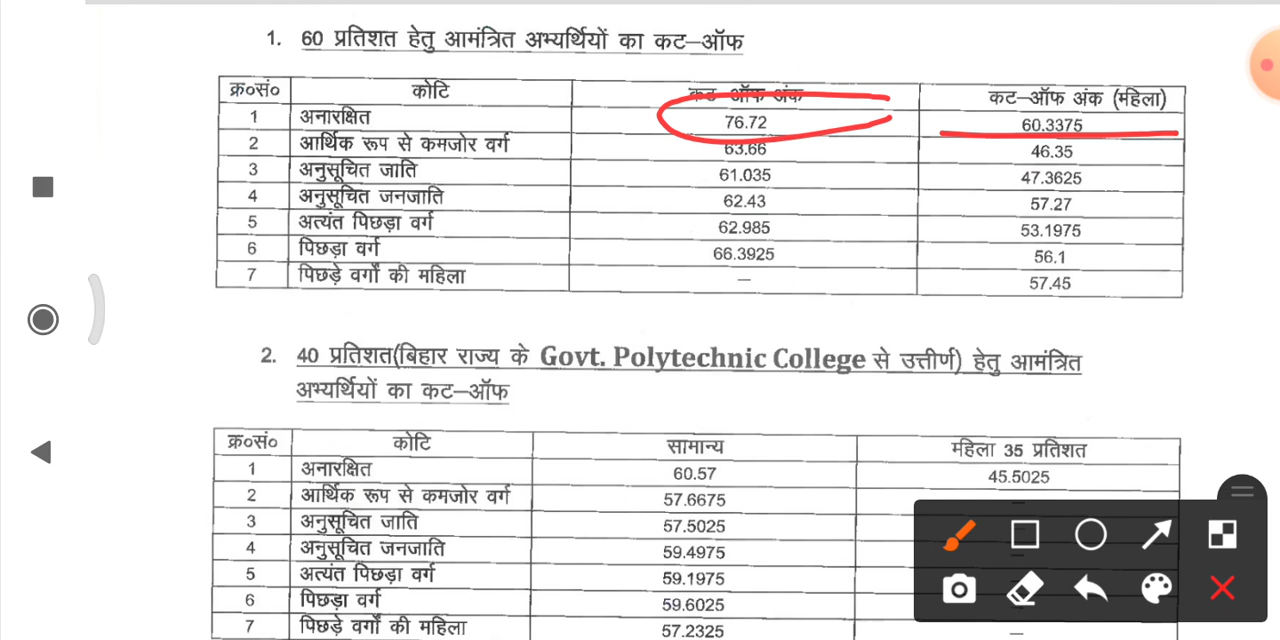 1. 60 प्रतिशत हेतु आमंत्रित अभ्यर्थियों का कट–ऑफ
क्र०सं० कोटि कट–ऑफ अंक कट–ऑफ अंक (महिला)
1 अनारक्षित 76.72 60.3375
2 आर्थिक रूप से कमजोर वर्ग 63.66 46.35
3 अनुसूचित जाति 61.035 47.3625
4 अनुसूचित जनजाति 62.43 57.27
5 अत्यंत पिछड़ा वर्ग 62.985 53.1975
6 पिछड़ा वर्ग 66.3925 56.1
7 पिछड़े वर्गों की महिला – 57.45
2. 40 प्रतिशत(बिहार राज्य के Govt. Polytechnic College से उत्तीर्ण) हेतु आमंत्रित
अभ्यर्थियों का कट–ऑफ
क्र०सं० कोटि सामान्य महिला 35 प्रतिशत
1 अनारक्षित 60.57 45.5025
2 आर्थिक रूप से कमजोर वर्ग 57.6675
3 अनुसूचित जाति 57.5025
4 अनुसूचित जनजाति 59.4975
5 अत्यंत पिछड़ा वर्ग 59.1975
6 पिछड़ा वर्ग 59.6025
7 पिछड़े वर्गों की महिला 57.2325 –